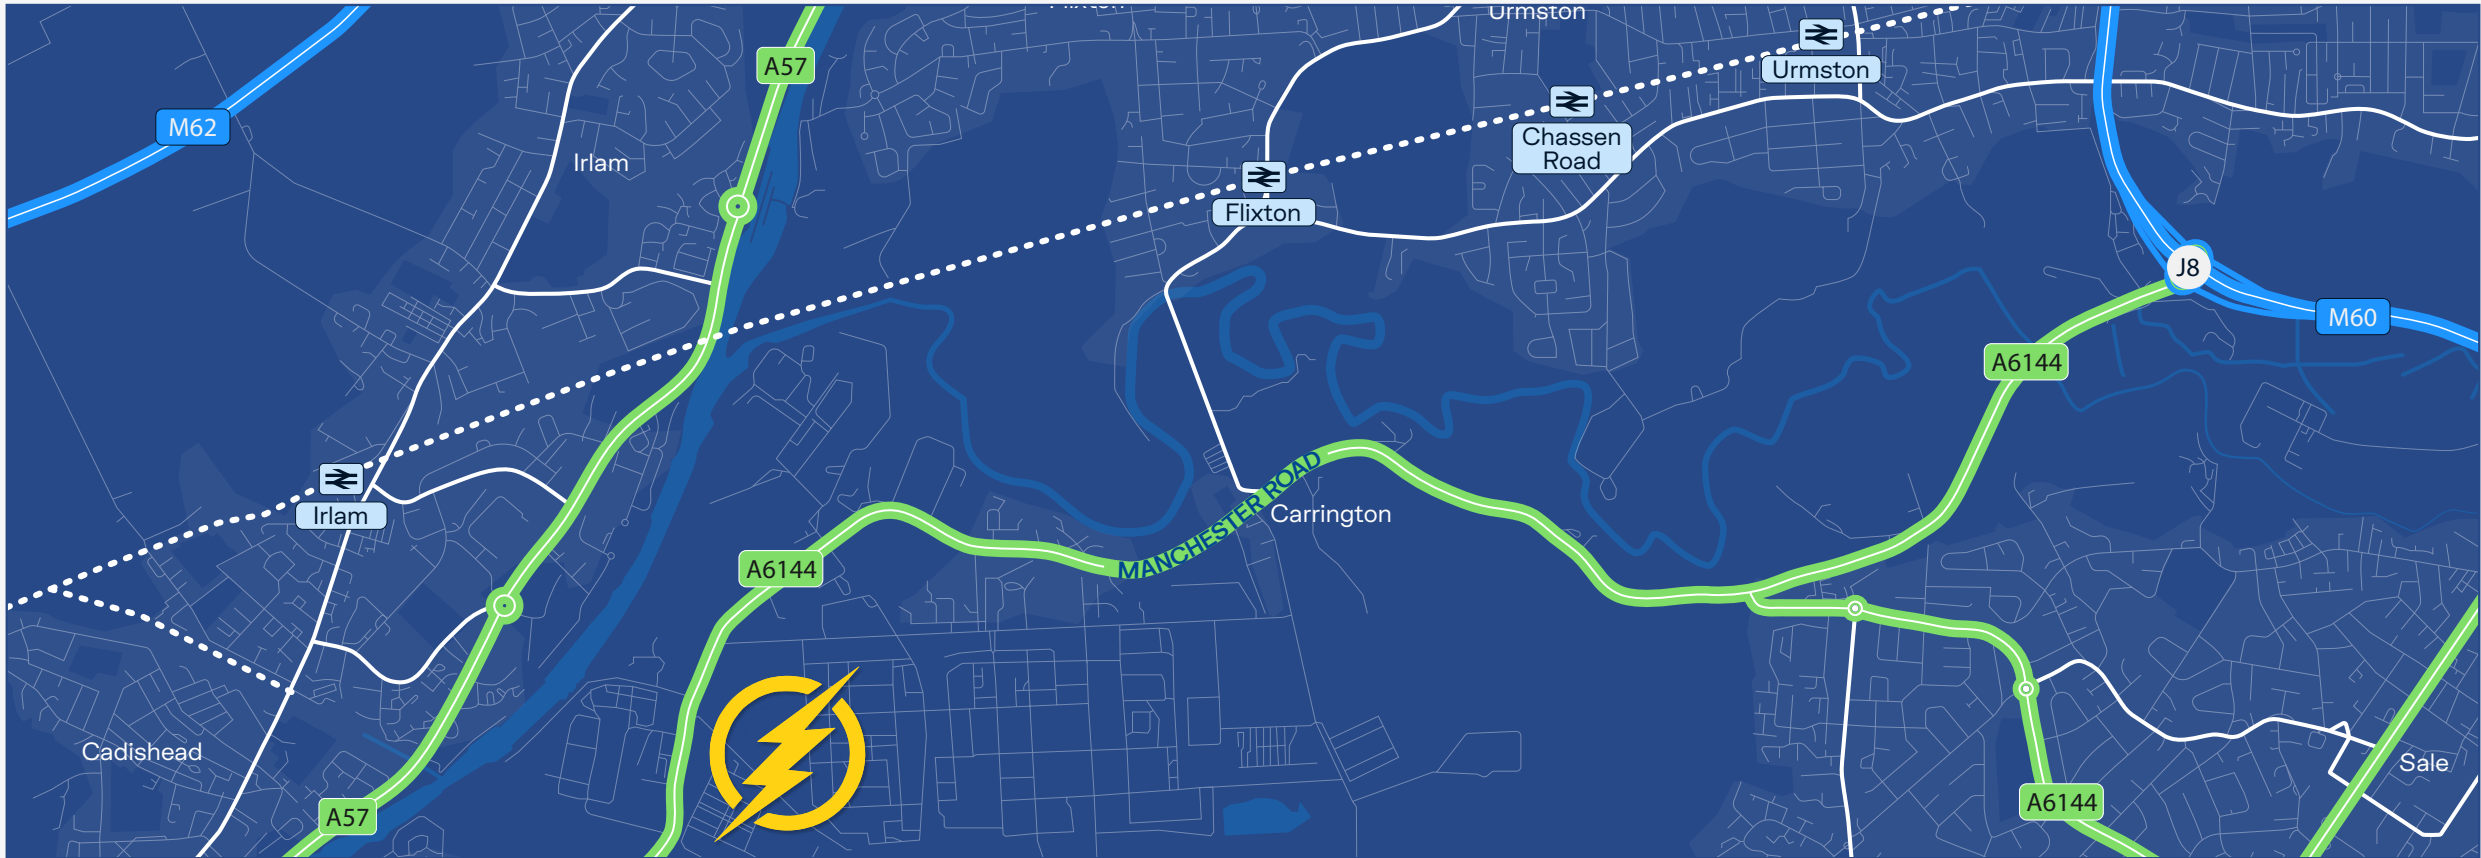 Urmston
A57
Urmston
M62
Chassen
Road
Irlam
Flixton
J8
M60
A6144
Irlam
Carrington
MANCHESTER ROAD
A6144
Cadishead
Sale
A6144
A57